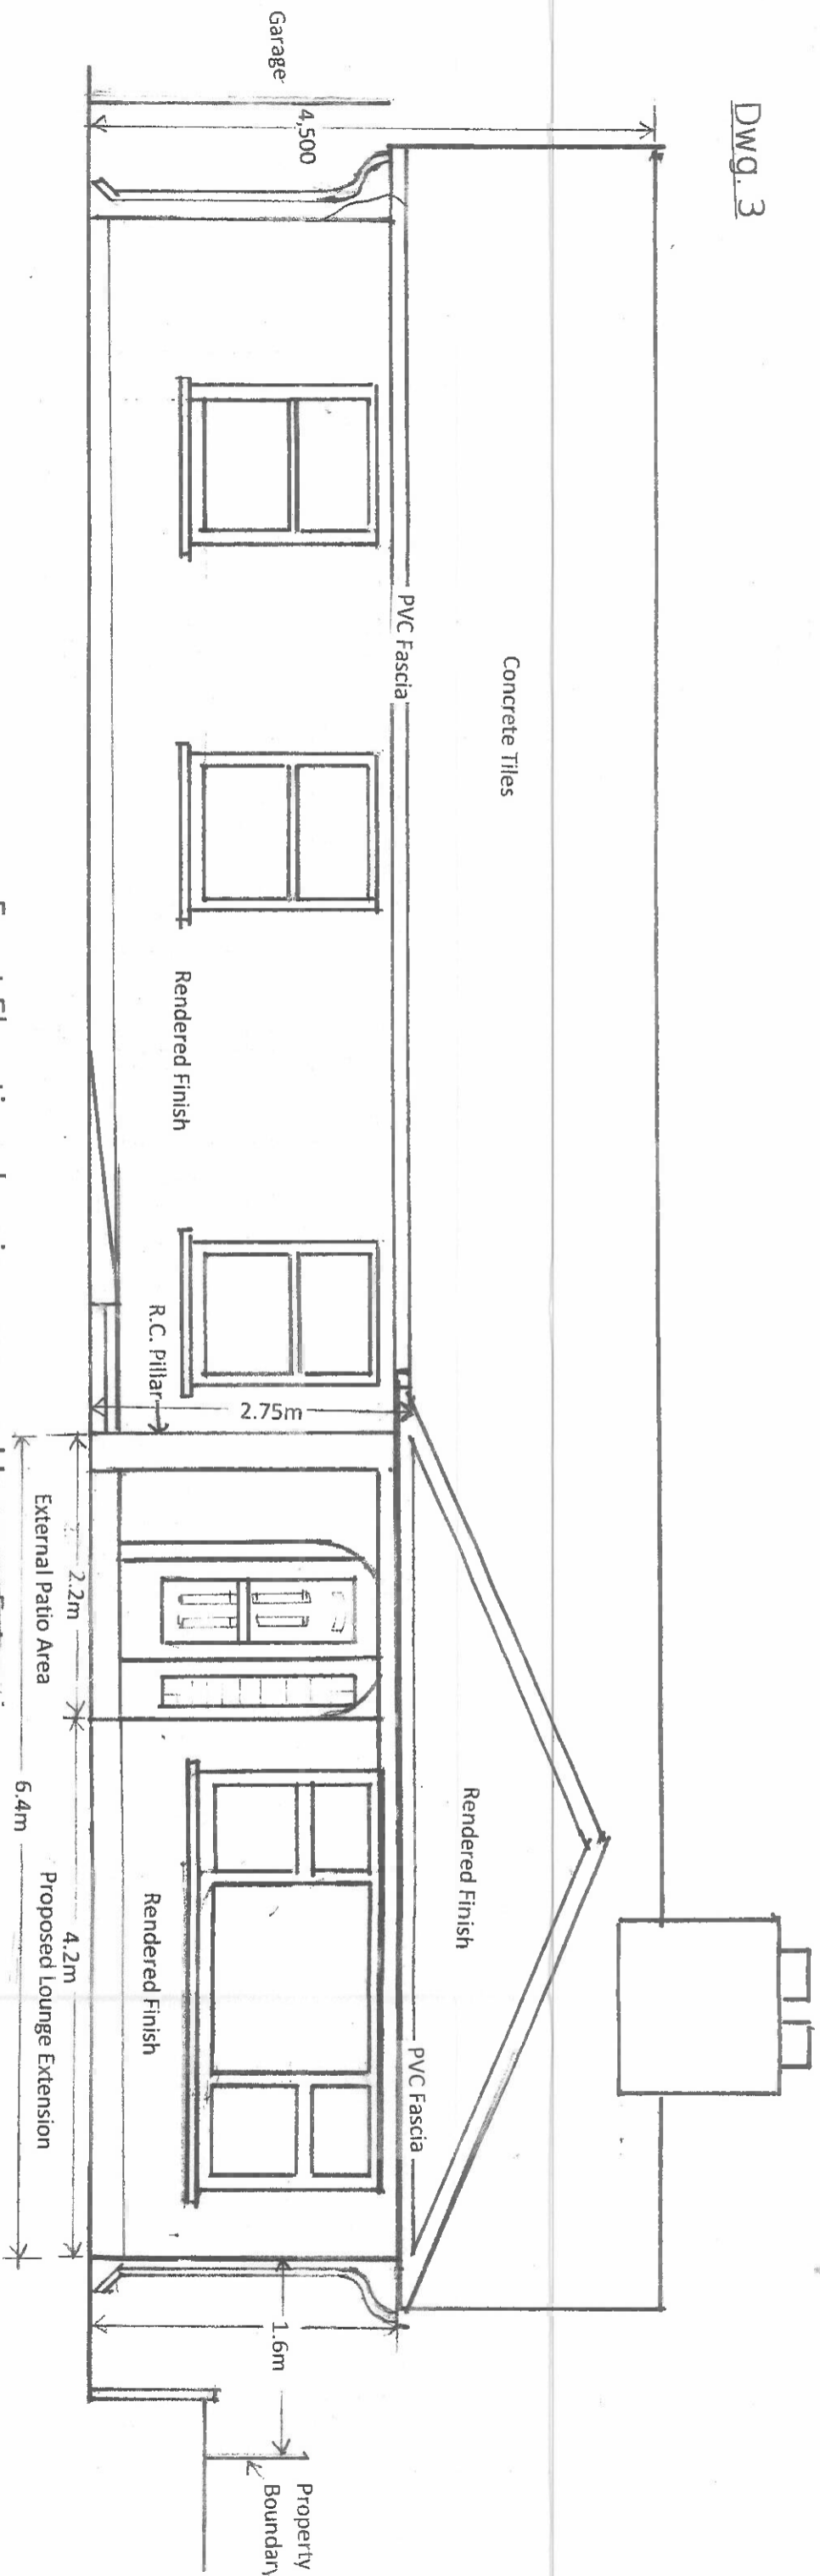 Dwg. 3
Concrete Tiles
Garage
4,500
PVC Fascia
Rendered Finish
R.C. Pillar
2.75m
Rendered Finish
PVC Fascia
Rendered Finish
1.6m
Property
Boundary
2.2m
4.2m
External Patio Area
Proposed Lounge Extension
6.4m